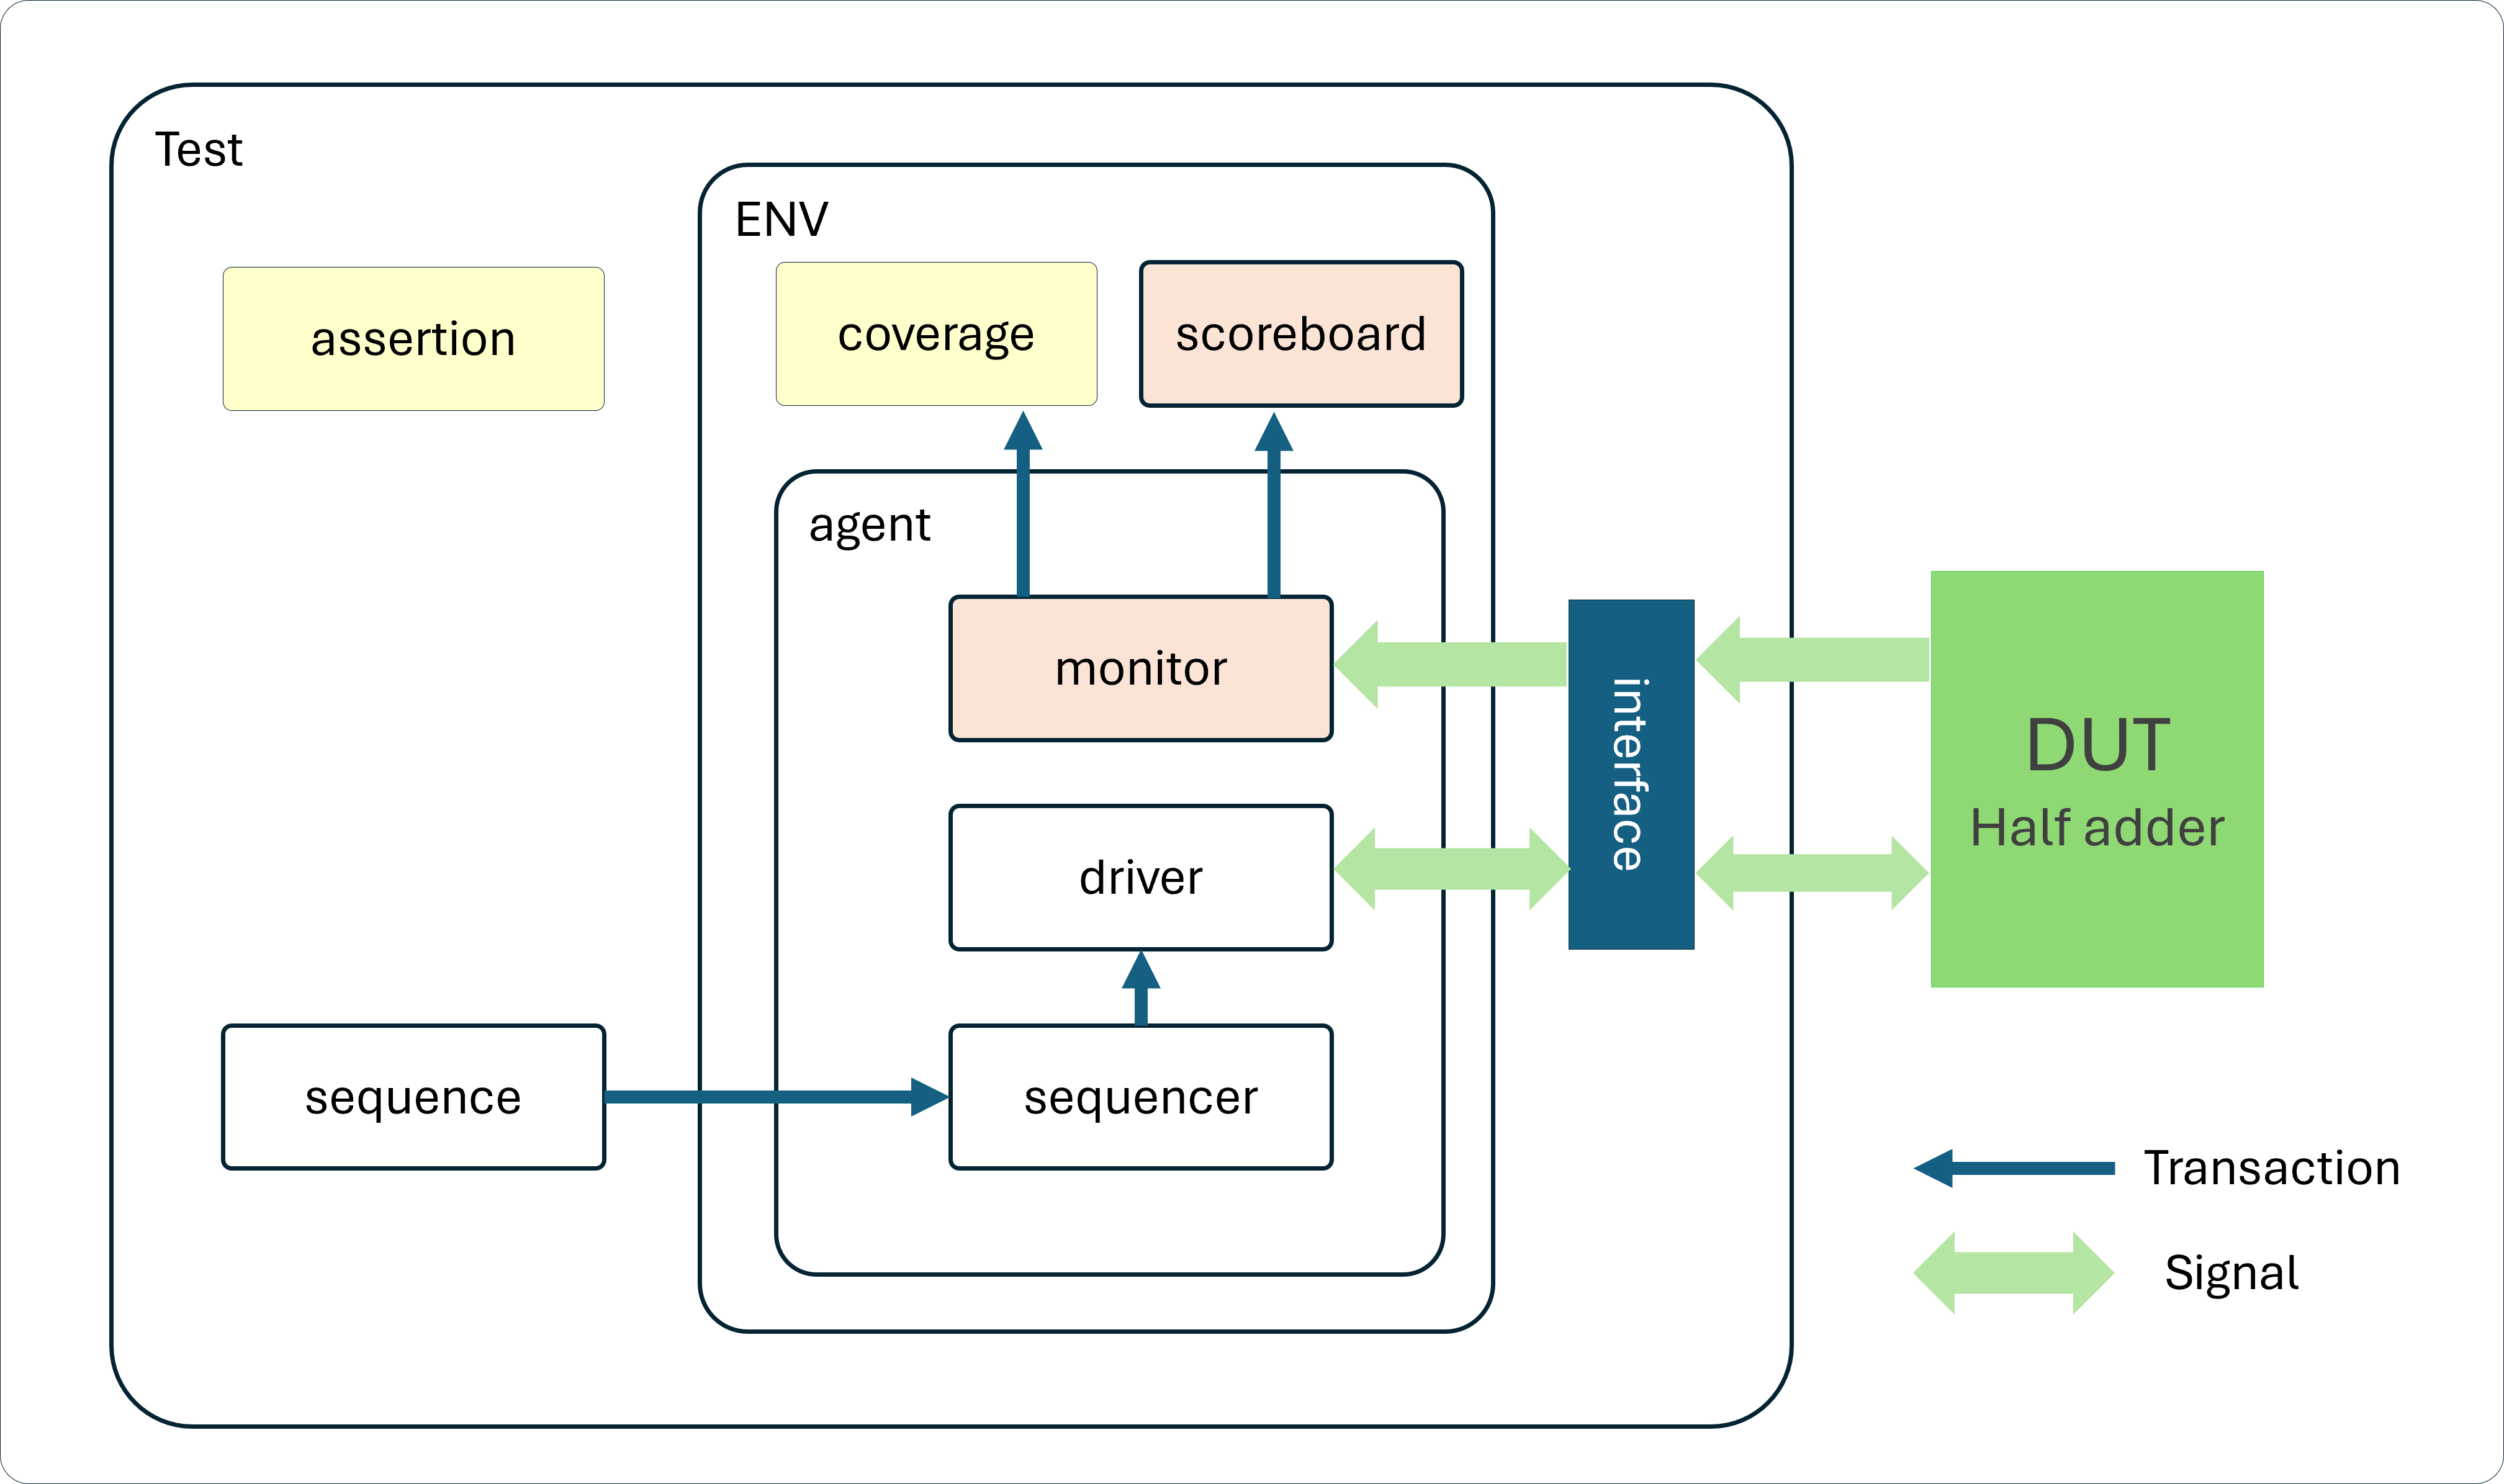 Test
ENV
assertion
coverage
scoreboard
agent
monitor
interface
DUT
Half adder
driver
sequence
sequencer
Transaction
Signal